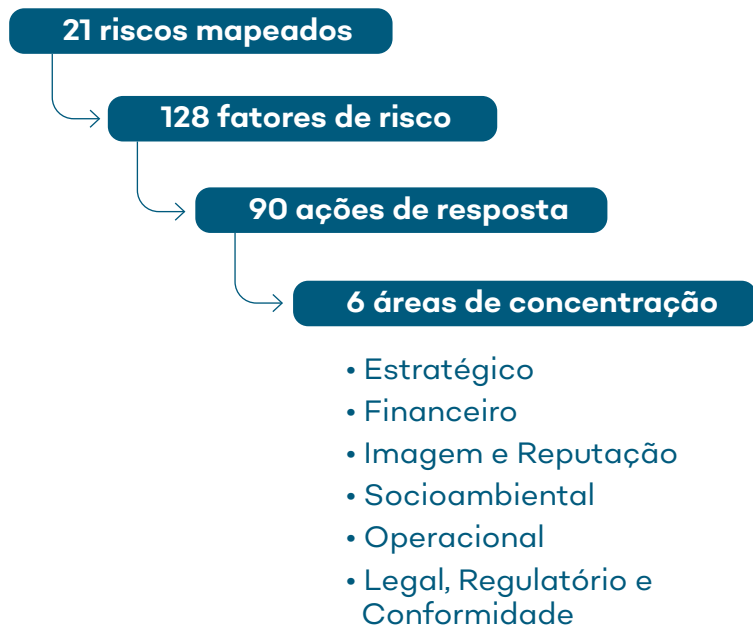 21 riscos mapeados
128 fatores de risco
90 ações de resposta
6 áreas de concentração
• Estratégico
• Financeiro
• Imagem e Reputação
• Socioambiental
• Operacional
• Legal, Regulatório e
Conformidade